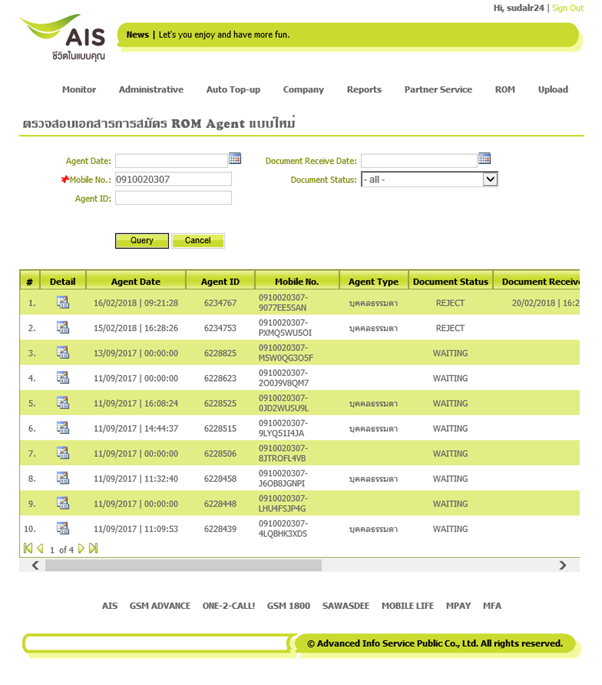 Hi, sudalr24 | Sign Out
AIS
ชีวิตในแบบคุณ
News | Let's you enjoy and have more fun.
Monitor Administrative Auto Top-up Company Reports Partner Service ROM Upload
ตรวจสอบเอกสารการสมัคร ROM Agent แบบใหม่
Agent Date: Document Receive Date:
*Mobile No.: 0910020307 Document Status: - all -
Agent ID:
Query Cancel
# Detail Agent Date Agent ID Mobile No. Agent Type Document Status Document Receive
1. 16/02/2018 | 09:21:28 6234767 0910020307-9077EE5SAN บุคคลธรรมดา REJECT 20/02/2018 | 16:2
2. 15/02/2018 | 16:28:26 6234753 0910020307-PXMQSWU5OI บุคคลธรรมดา REJECT
3. 13/09/2017 | 00:00:00 6228825 0910020307-M5W0QG3O5F WAITING
4. 11/09/2017 | 00:00:00 6228623 0910020307-2O0J9V8QM7 WAITING
5. 11/09/2017 | 16:08:24 6228525 0910020307-0JD2WUSU9L บุคคลธรรมดา WAITING
6. 11/09/2017 | 14:44:37 6228515 0910020307-9LYQ51I4JA บุคคลธรรมดา WAITING
7. 11/09/2017 | 00:00:00 6228506 0910020307-8JTROFL4VB WAITING
8. 11/09/2017 | 11:32:40 6228458 0910020307-J6OB8JGNPI บุคคลธรรมดา WAITING
9. 11/09/2017 | 00:00:00 6228448 0910020307-LHU4FSJP4G WAITING
10. 11/09/2017 | 11:09:53 6228439 0910020307-4LQBHK3XDS บุคคลธรรมดา WAITING
1 of 4
AIS GSM ADVANCE ONE-2-CALL! GSM 1800 SAWASDEE MOBILE LIFE MPAY MFA
© Advanced Info Service Public Co., Ltd. All rights reserved.